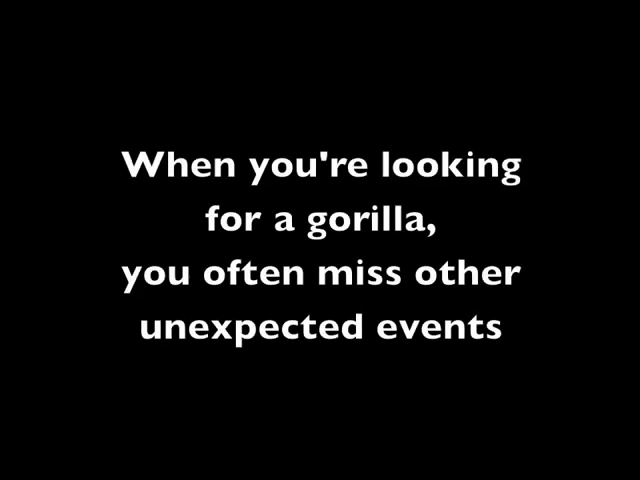 When you're looking
for a gorilla,
you often miss other
unexpected events